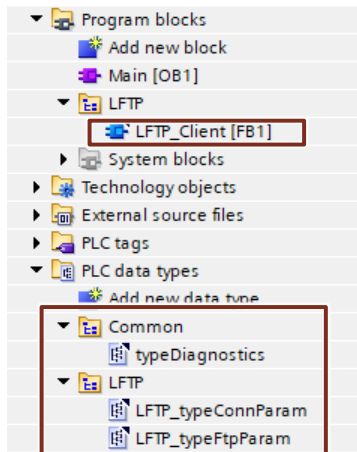 Program blocks
Add new block
Main [OB1]
LFTP
LFTP_Client [FB1]
System blocks
Technology objects
External source files
PLC tags
PLC data types
Add new data type
Common
typeDiagnostics
LFTP
LFTP_typeConnParam
LFTP_typeFtpParam